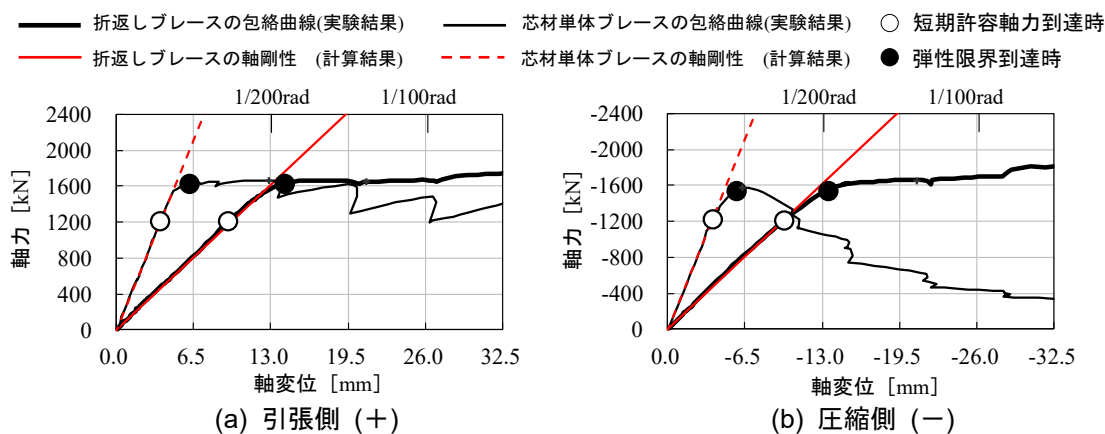 折返しブレースの包絡曲線(実験結果) 芯材単体ブレースの包絡曲線(実験結果) 短期許容軸力到達時
折返しブレースの軸剛性 (計算結果) 芯材単体ブレースの軸剛性 (計算結果) 弾性限界到達時
1/200rad 1/100rad
2400
2000
1600
1200
800
400
0
軸力 [kN]
0.0 6.5 13.0 19.5 26.0 32.5
軸変位 [mm]
(a) 引張側 (+)
1/200rad 1/100rad
-2400
-2000
-1600
-1200
-800
-400
0
軸力 [kN]
0.0 -6.5 -13.0 -19.5 -26.0 -32.5
軸変位 [mm]
(b) 圧縮側 (-)